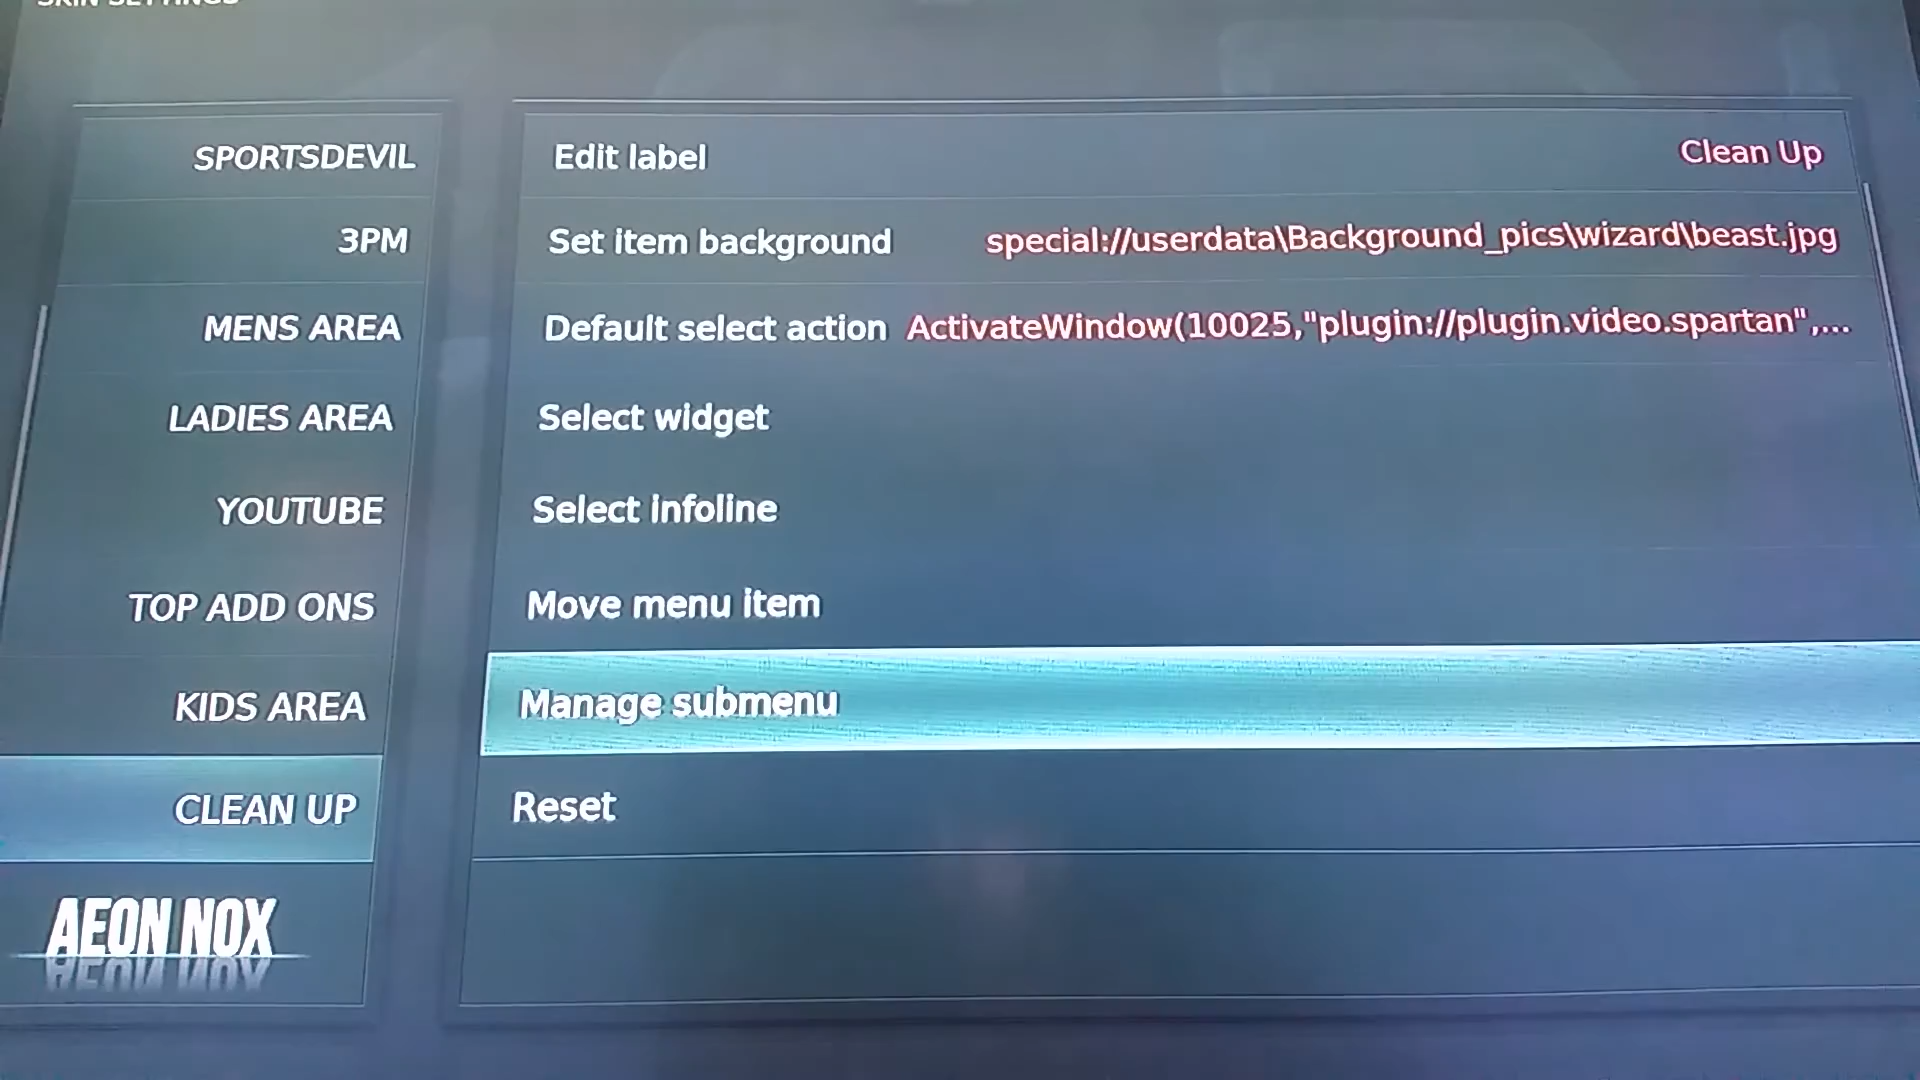 SKIN SETTINGS
SPORTSDEVIL
3PM
MENS AREA
LADIES AREA
YOUTUBE
TOP ADD ONS
KIDS AREA
CLEAN UP
AEON NOX
Edit label Clean Up
Set item background special://userdata\Background_pics\wizard\beast.jpg
Default select action ActivateWindow(10025,"plugin://plugin.video.spartan",...
Select widget
Select infoline
Move menu item
Manage submenu
Reset